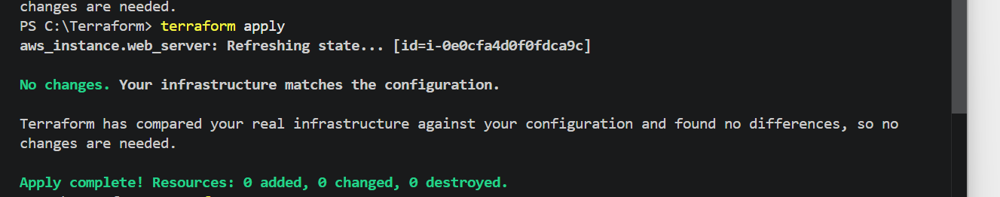 changes are needed.
PS C:\Terraform> terraform apply
aws_instance.web_server: Refreshing state... [id=i-0e0cfa4d0f0fdca9c]
No changes. Your infrastructure matches the configuration.
Terraform has compared your real infrastructure against your configuration and found no differences, so no
changes are needed.
Apply complete! Resources: 0 added, 0 changed, 0 destroyed.